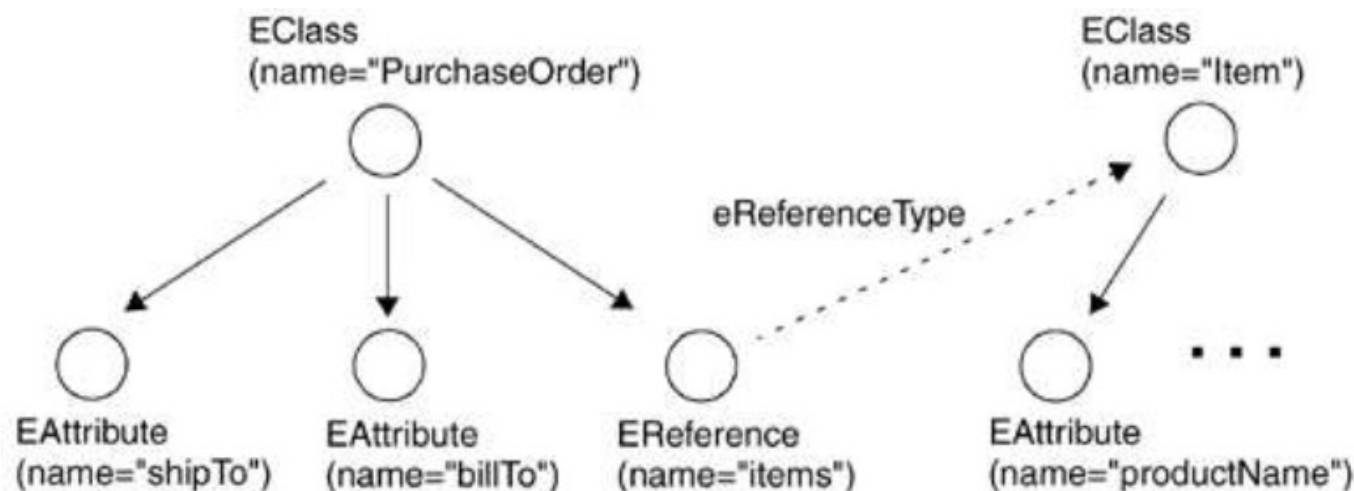 EClass
(name="PurchaseOrder")
EClass
(name="Item")
eReferenceType
EAttribute
(name="shipTo")
EAttribute
(name="billTo")
EReference
(name="items")
EAttribute
(name="productName")